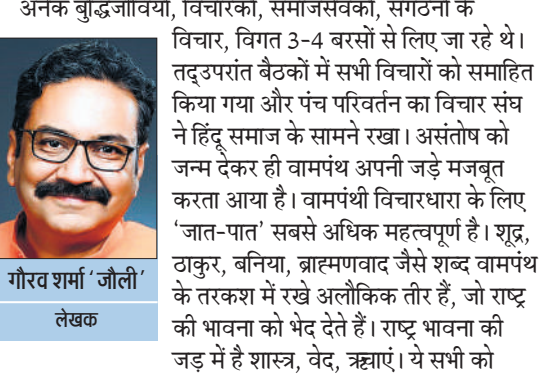 अनेक बुद्धिजीवियों, विचारकों, समाजसेवकों, संगठनों के
विचार, विगत 3-4 बरसों से लिए जा रहे थे।
तद्उपरांत बैठकों में सभी विचारों को समाहित
किया गया और पंच परिवर्तन का विचार संघ
ने हिंदू समाज के सामने रखा। असंतोष को
जन्म देकर ही वामपंथ अपनी जड़े मजबूत
करता आया है। वामपंथी विचारधारा के लिए
‘जात-पात’ सबसे अधिक महत्वपूर्ण है। शूद्र,
ठाकुर, बनिया, ब्राह्मणवाद जैसे शब्द वामपंथ
के तरकश में रखे अलौकिक तीर हैं, जो राष्ट्र
की भावना को भेद देते हैं। राष्ट्र भावना की
जड़ में है शास्त्र, वेद, ऋचाएं। ये सभी को
गौरव शर्मा ‘जौली’
लेखक